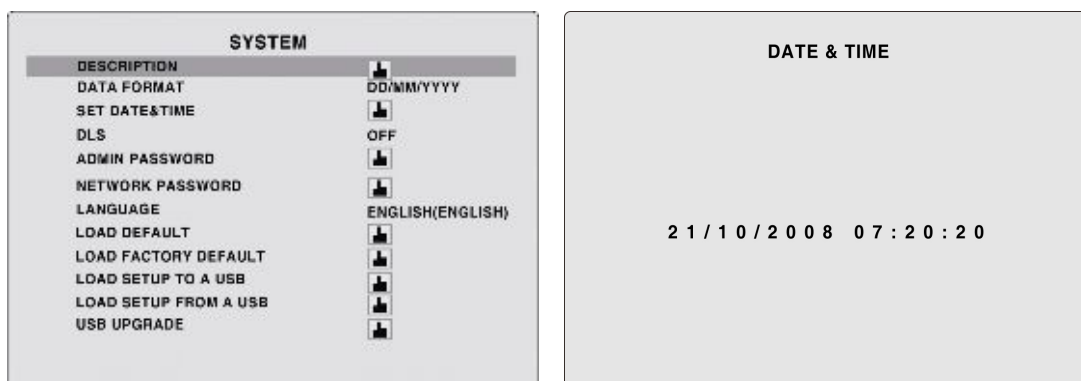 SYSTEM
DESCRIPTION
DATA FORMAT DD/MM/YYYY
SET DATE&TIME
DLS OFF
ADMIN PASSWORD
NETWORK PASSWORD
LANGUAGE ENGLISH(ENGLISH)
LOAD DEFAULT
LOAD FACTORY DEFAULT
LOAD SETUP TO A USB
LOAD SETUP FROM A USB
USB UPGRADE
DATE & TIME
21/10/2008 07:20:20